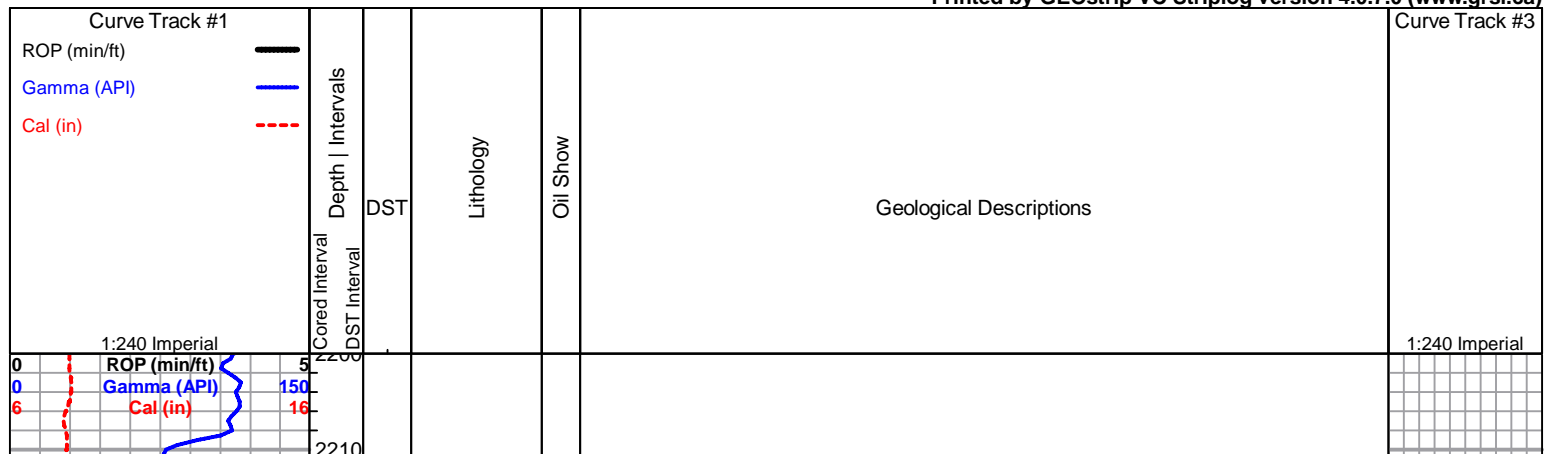 Printed by GEOstrip VC Striplog version 4.0.7.0 (www.grsi.ca)
Curve Track #1
ROP (min/ft)
Gamma (API)
Cal (in)
1:240 Imperial
Depth | Intervals
Cored Interval
DST Interval
DST
Lithology
Oil Show
Geological Descriptions
Curve Track #3
1:240 Imperial
0 ROP (min/ft) 5
0 Gamma (API) 150
6 Cal (in) 16
2200
2210